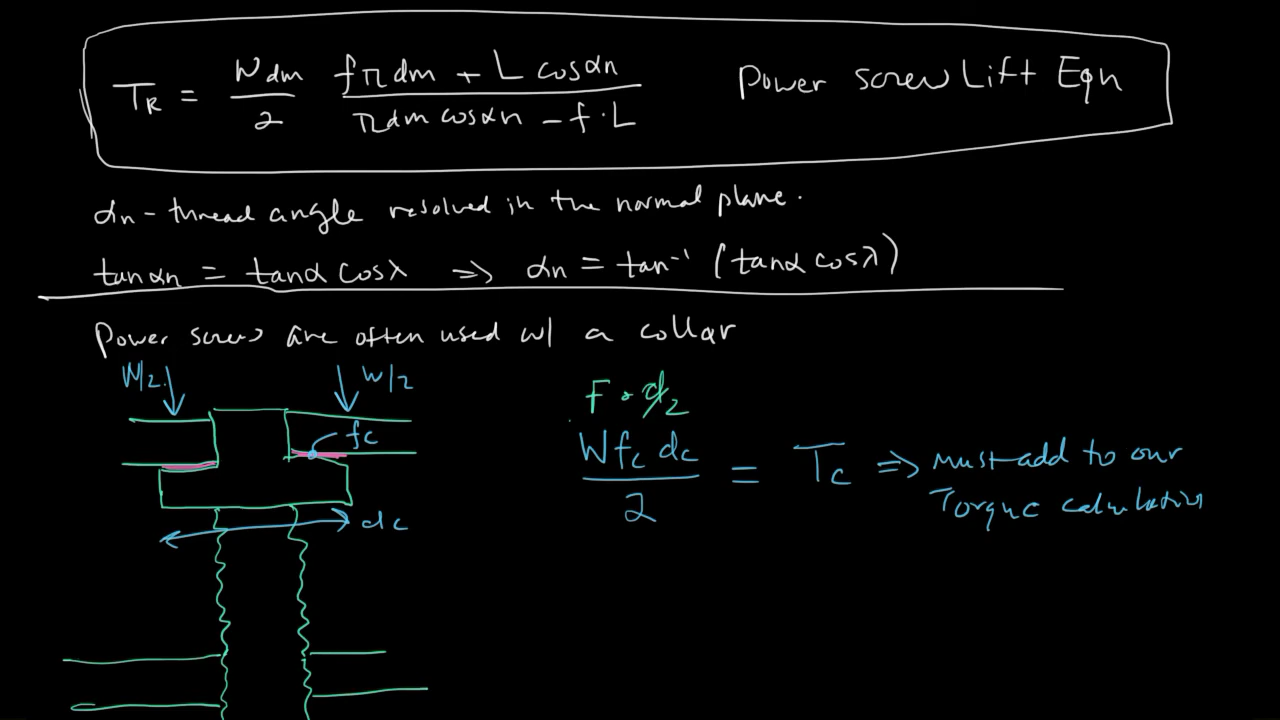 T_R = W dm / 2 · fπdm + L cosαn / πdm cosαn - f·L   Power screw Lift Eqn
αn - thread angle resolved in the normal plane.
tanαn = tanα cosλ ⇒ αn = tan⁻¹ (tanα cosλ)
Power screws are often used w/ a collar
W/2   W/2
fc
dc
F · d/2
W fc dc / 2 = Tc ⇒ must add to our
Torque calculation